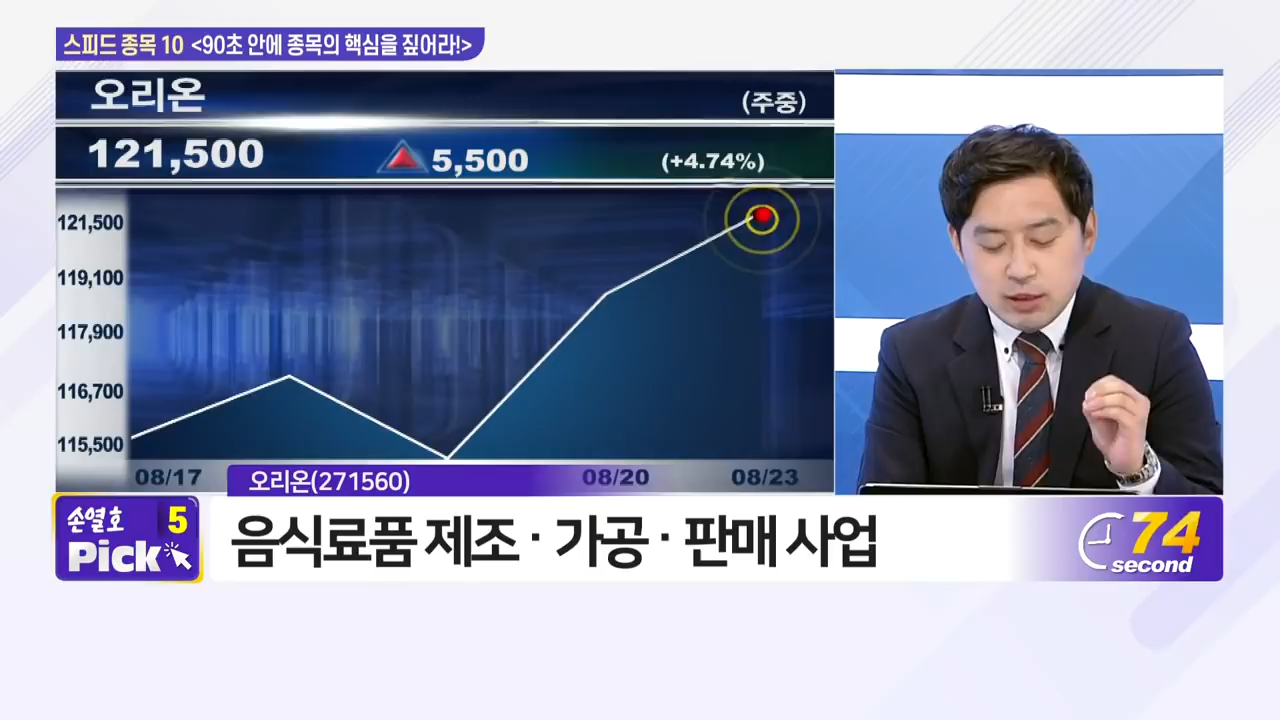 스피드 종목 10 <90초 안에 종목의 핵심을 짚어라!>
오리온
(주중)
121,500 5,500 (+4.74%)
121,500
119,100
117,900
116,700
115,500
08/17 08/20 08/23
오리온(271560)
손열호 5
Pick
음식료품 제조 · 가공 · 판매 사업
74
second